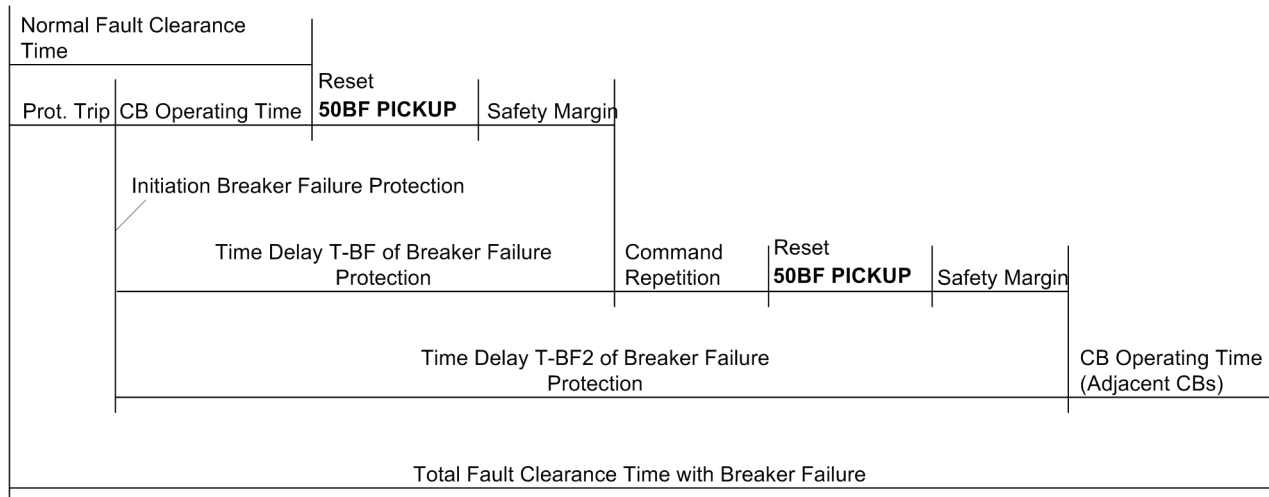 Normal Fault Clearance
Time
Reset
Prot. Trip CB Operating Time 50BF PICKUP Safety Margin
Initiation Breaker Failure Protection
Time Delay T-BF of Breaker Failure
Protection
Command
Repetition
Reset
50BF PICKUP
Safety Margin
Time Delay T-BF2 of Breaker Failure
Protection
CB Operating Time
(Adjacent CBs)
Total Fault Clearance Time with Breaker Failure